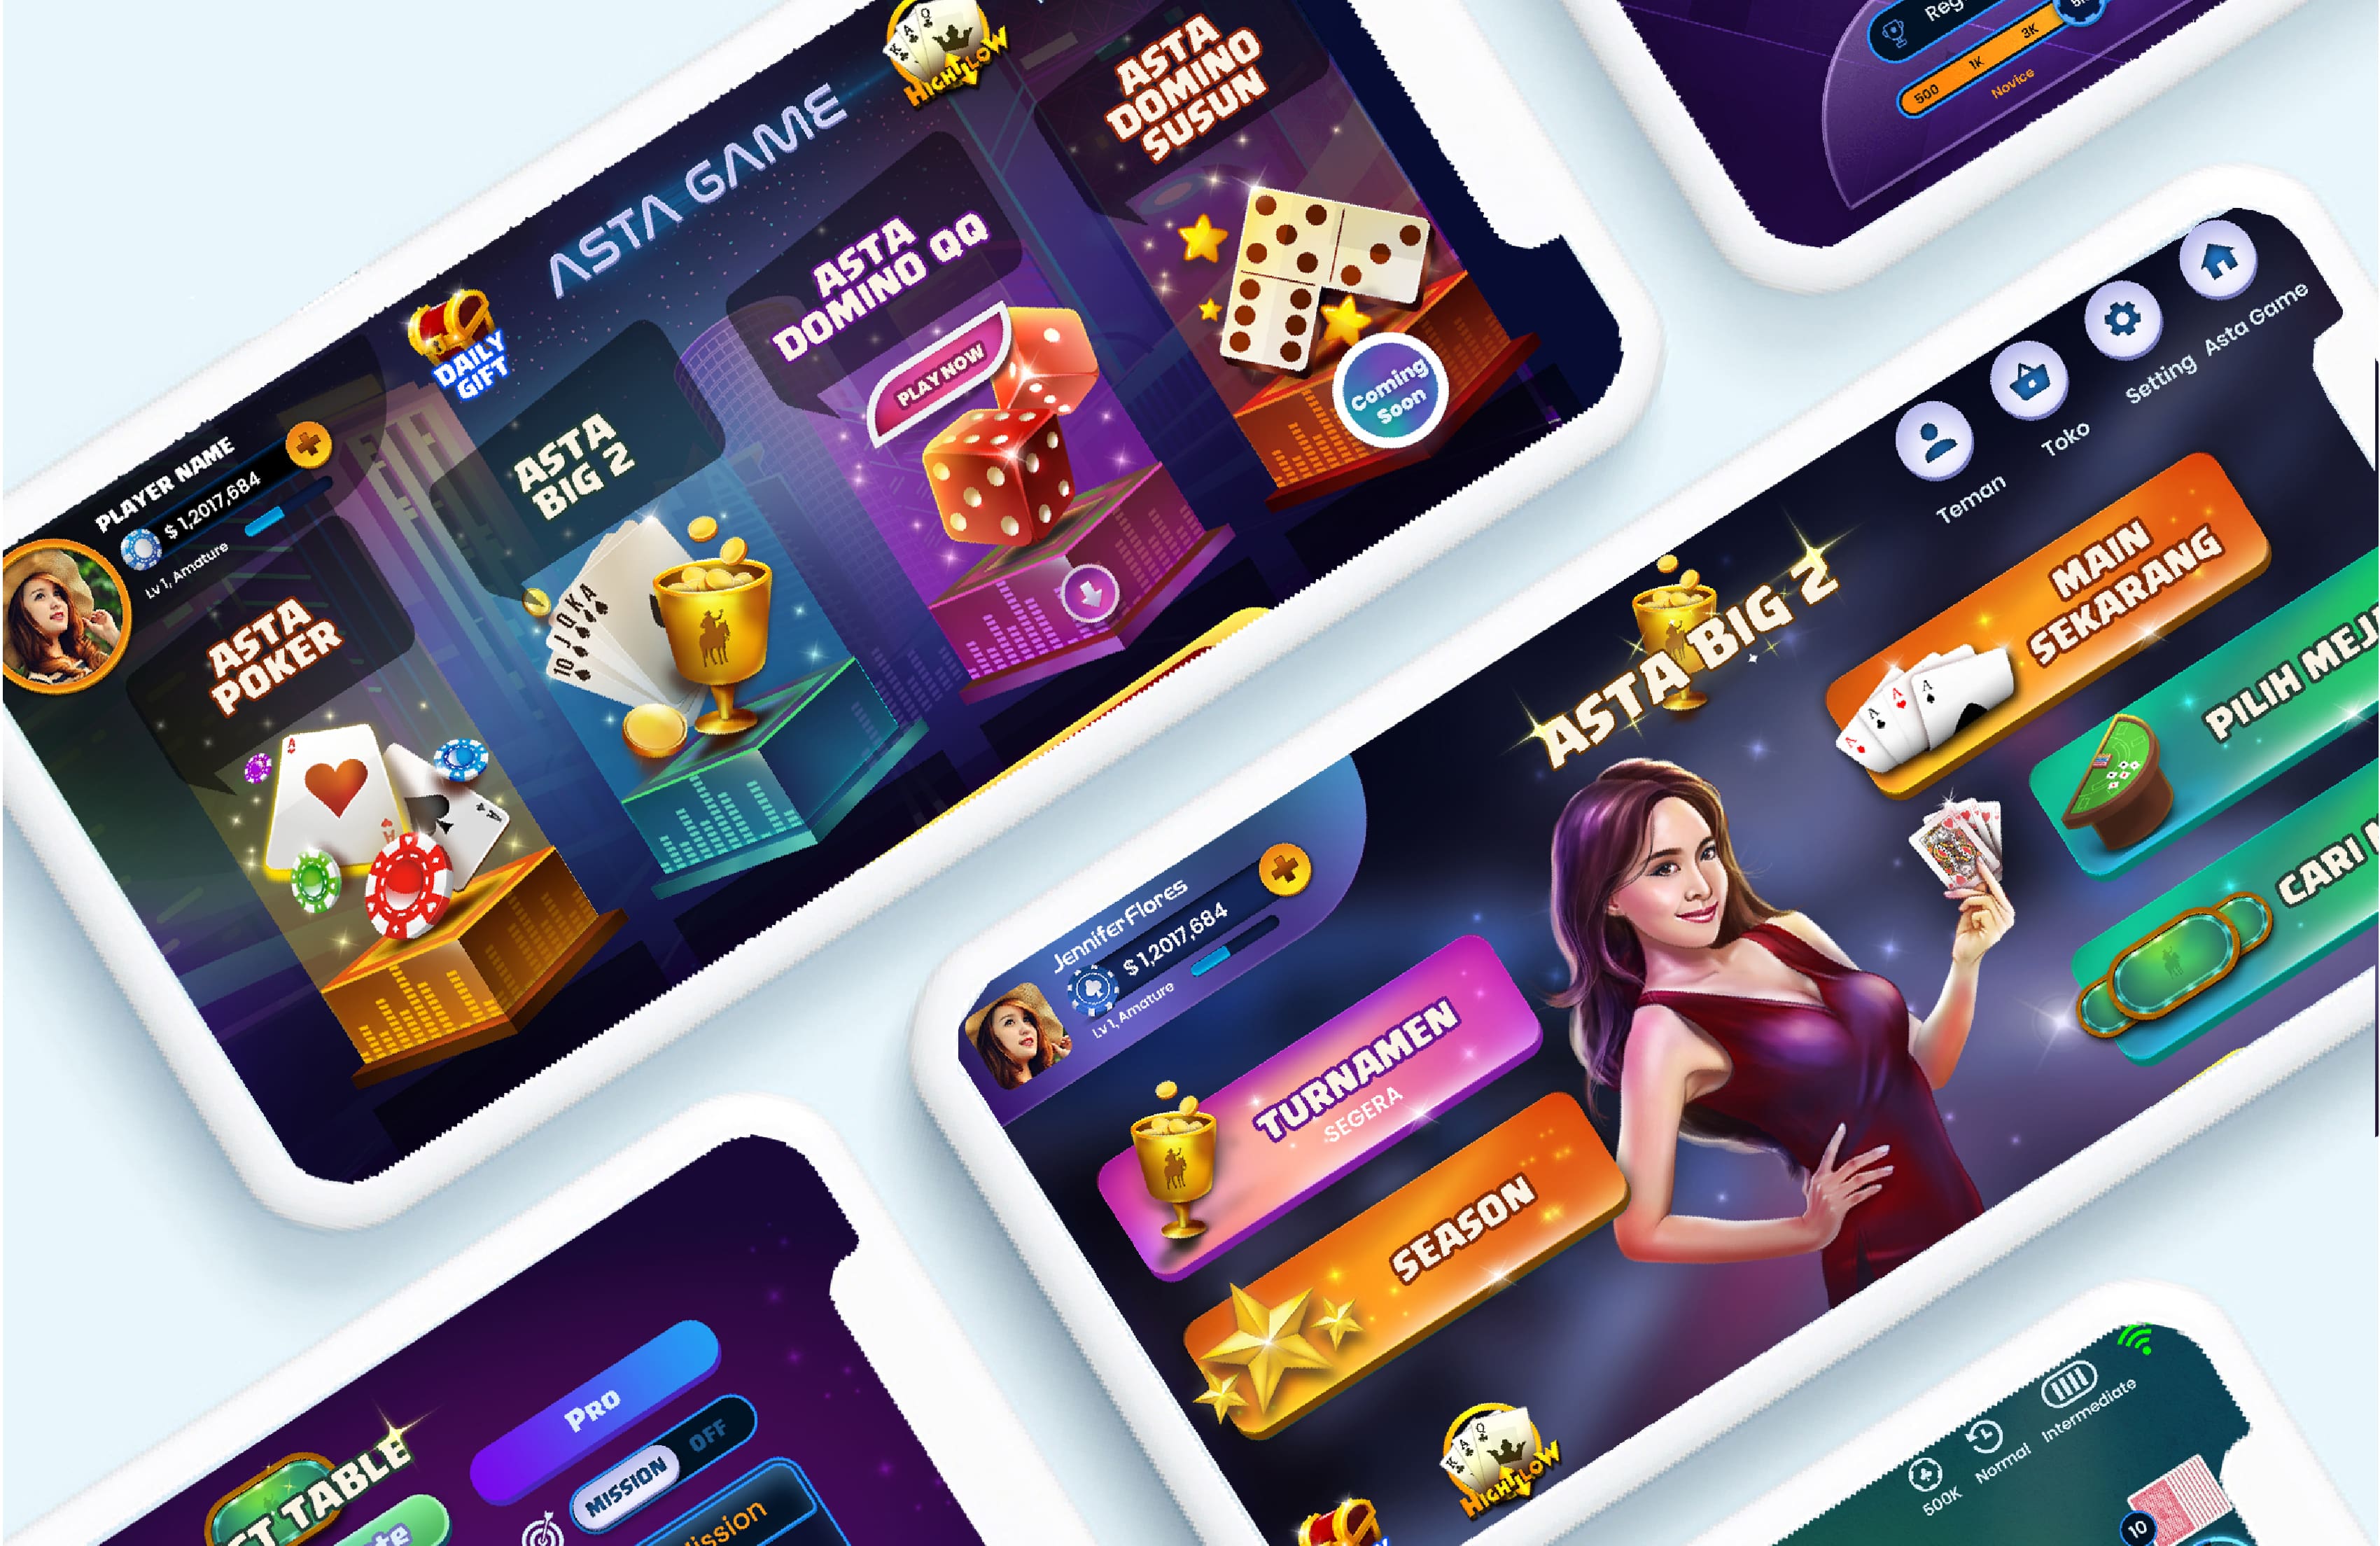 ASTA GAME
HIGH LOW
DAILY
GIFT
PLAYER NAME
$ 1,2017,684
Lv 1, Amature
ASTA
POKER
ASTA
BIG 2
10 J Q K A
ASTA
DOMINO QQ
PLAY NOW
ASTA
DOMINO
SUSUN
Coming
Soon
500
1K
3K
Novice
Teman
Toko
Setting
Asta Game
ASTA BIG 2
MAIN
SEKARANG
PILIH
CARI
Jennifer Flores
$ 1,2017,684
Lv 1, Amature
TURNAMEN
SEGERA
SEASON
HIGH LOW
TABLE
PRO
MISSION
OFF
500K
Normal
Intermediate
10